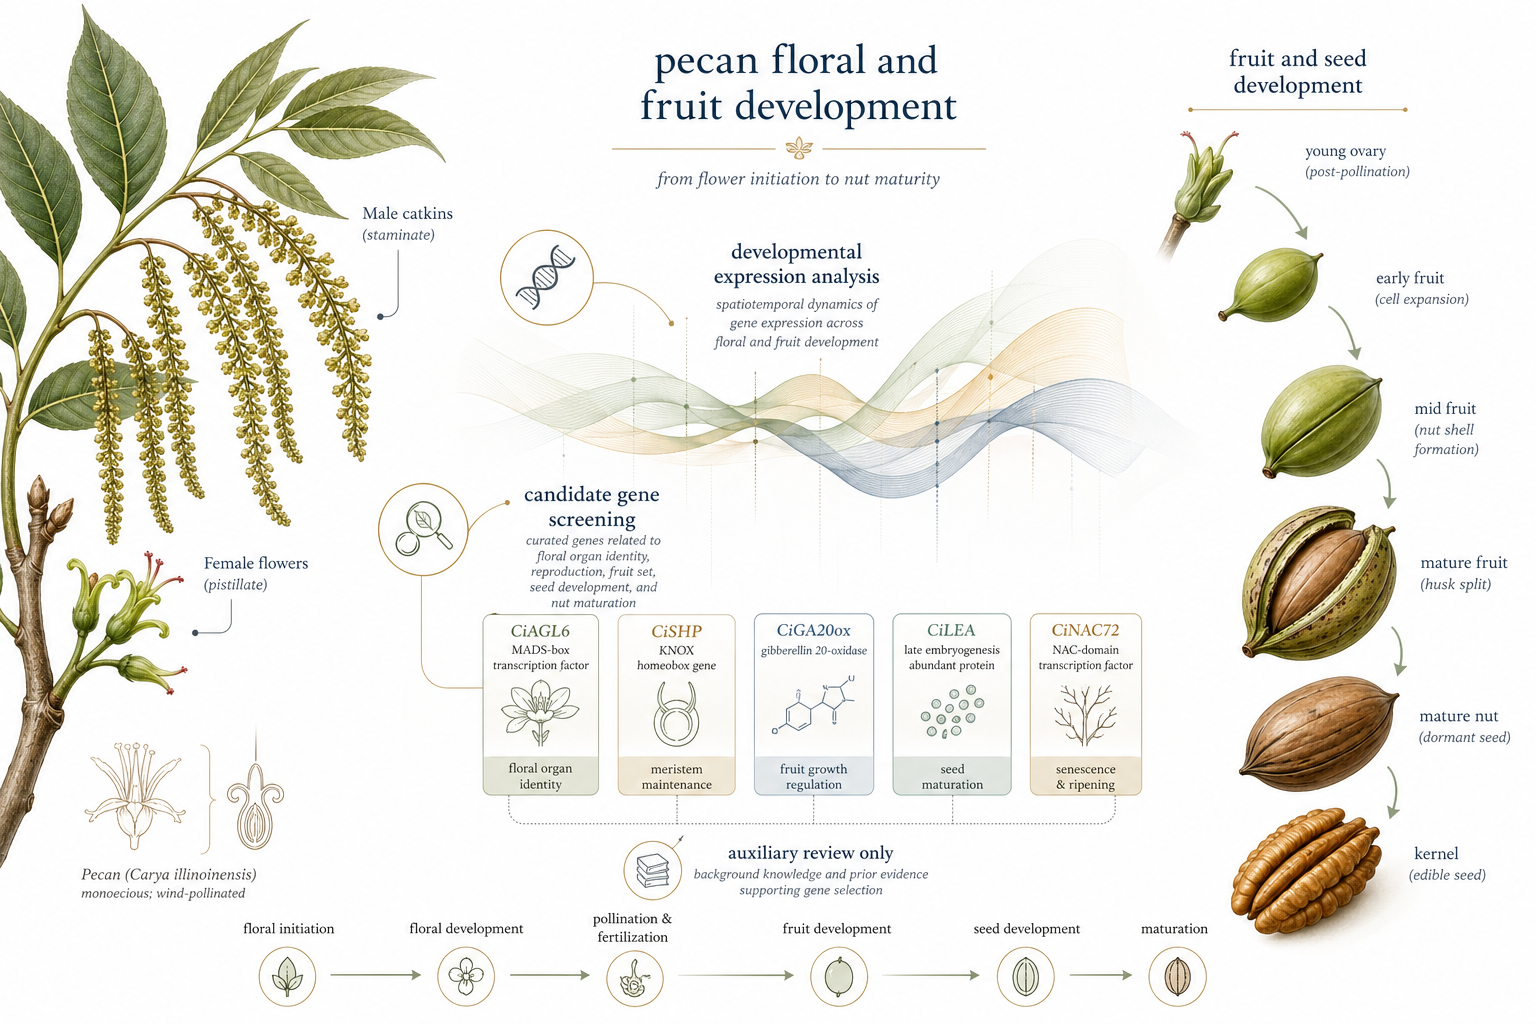 pecan floral and
fruit development
from flower initiation to nut maturity
fruit and seed
development
young ovary
(post-pollination)
early fruit
(cell expansion)
mid fruit
(nut shell
formation)
mature fruit
(husk split)
mature nut
(dormant seed)
kernel
(edible seed)
Male catkins
(staminate)
Female flowers
(pistillate)
Pecan (Carya illinoinensis)
monoecious; wind-pollinated
developmental
expression analysis
spatiotemporal dynamics of
gene expression across
floral and fruit development
candidate gene
screening
curated genes related to
floral organ identity,
reproduction, fruit set,
seed development, and
nut maturation
CiAGL6
MADS-box
transcription factor
floral organ
identity
CiSHP
KNOX
homeobox gene
meristem
maintenance
CiGA20ox
gibberellin 20-oxidase
fruit growth
regulation
CiLEA
late embryogenesis
abundant protein
seed
maturation
CiNAC72
NAC-domain
transcription factor
senescence
& ripening
auxiliary review only
background knowledge and prior evidence
supporting gene selection
floral initiation
floral development
pollination &
fertilization
fruit development
seed development
maturation